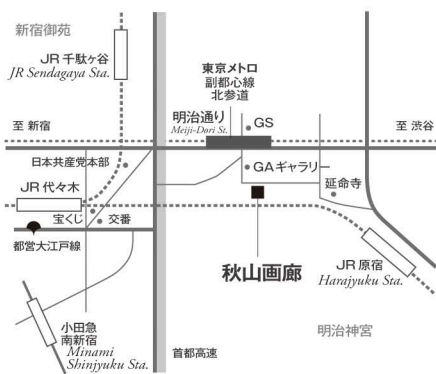 新宿御苑
JR 千駄ヶ谷
JR Sendagaya Sta.
東京メトロ
副都心線
北参道
明治通り
Meiji-Dori St.
GS
至 新宿
至 渋谷
日本共産党本部
GAギャラリー
JR 代々木
延命寺
宝くじ
交番
都営大江戸線
秋山画廊
JR 原宿
Harajyuku Sta.
小田急
南新宿
Minami
Shinjyuku Sta.
首都高速
明治神宮